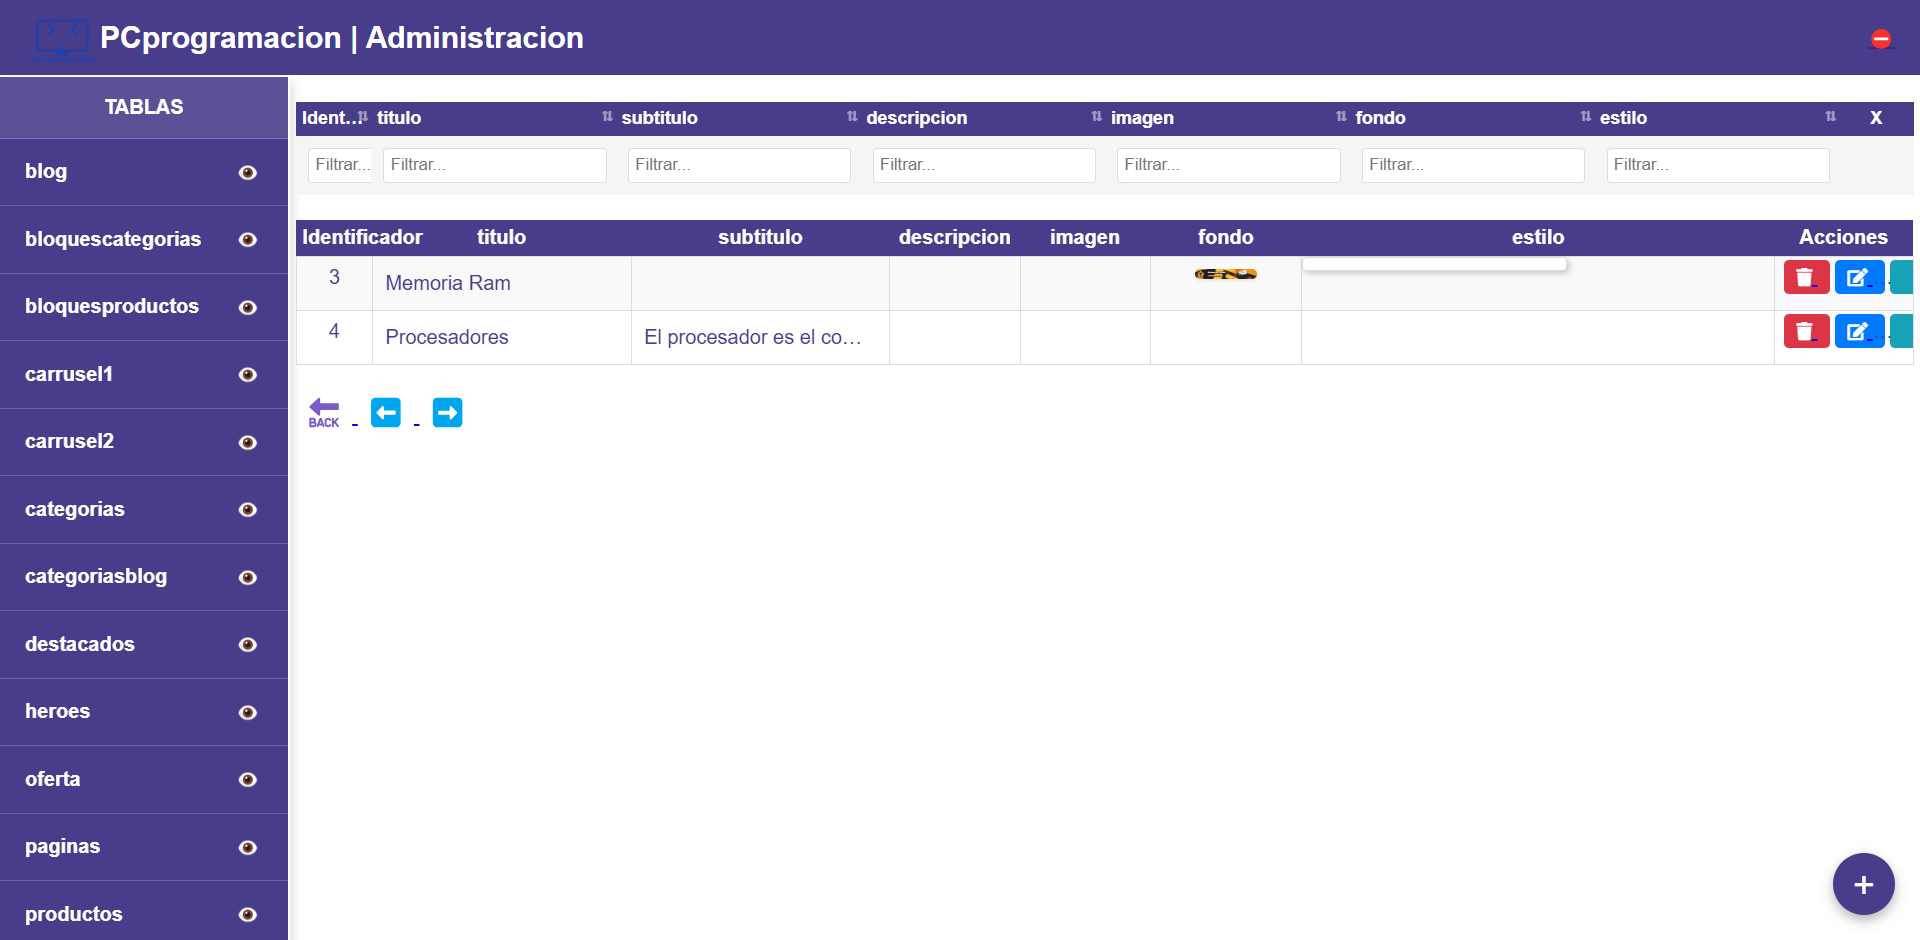 PCprogramacion | Administracion
TABLAS
blog
bloquescategorias
bloquesproductos
carrusel1
carrusel2
categorias
categoriasblog
destacados
heroes
oferta
paginas
productos
Ident... titulo subtitulo descripcion imagen fondo estilo X
Filtrar... Filtrar... Filtrar... Filtrar... Filtrar... Filtrar... Filtrar...
Identificador titulo subtitulo descripcion imagen fondo estilo Acciones
3 Memoria Ram
4 Procesadores El procesador es el co...
BACK
+